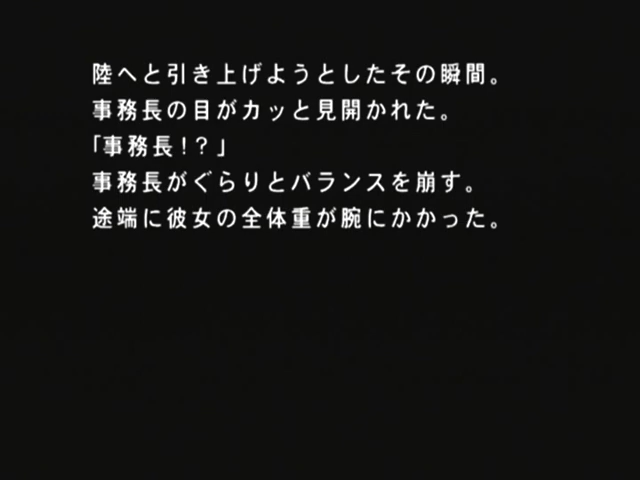 陸へと引き上げようとしたその瞬間。
事務長の目がカッと見開かれた。
「事務長！？」
事務長がぐらりとバランスを崩す。
途端に彼女の全体重が腕にかかった。